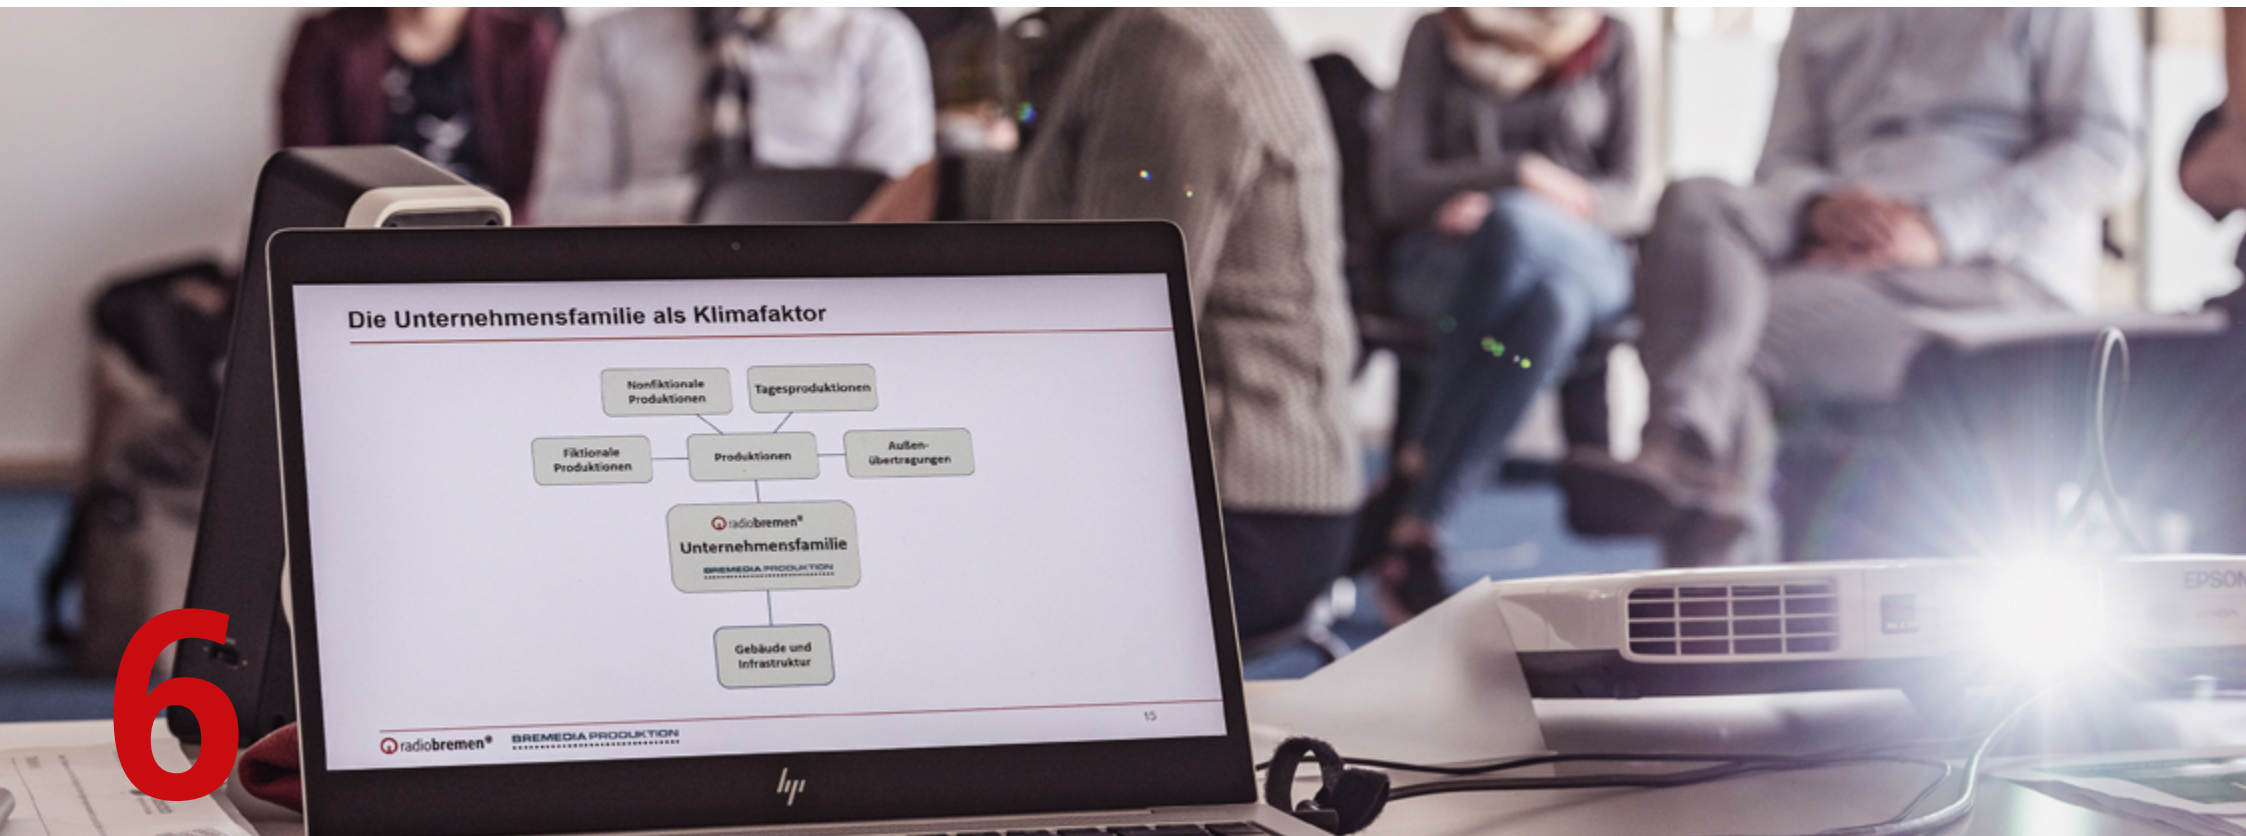 Die Unternehmensfamilie als Klimafaktor
Nonfiktionale
Produktionen
Tagesproduktionen
Fiktionale
Produktionen
Produktionen
Außen-
übertragungen
radiobremen®
Unternehmensfamilie
BREMEDIA PRODUKTION
Gebäude und
Infrastruktur
15
radiobremen®
BREMEDIA PRODUKTION
hp
EPSON
6